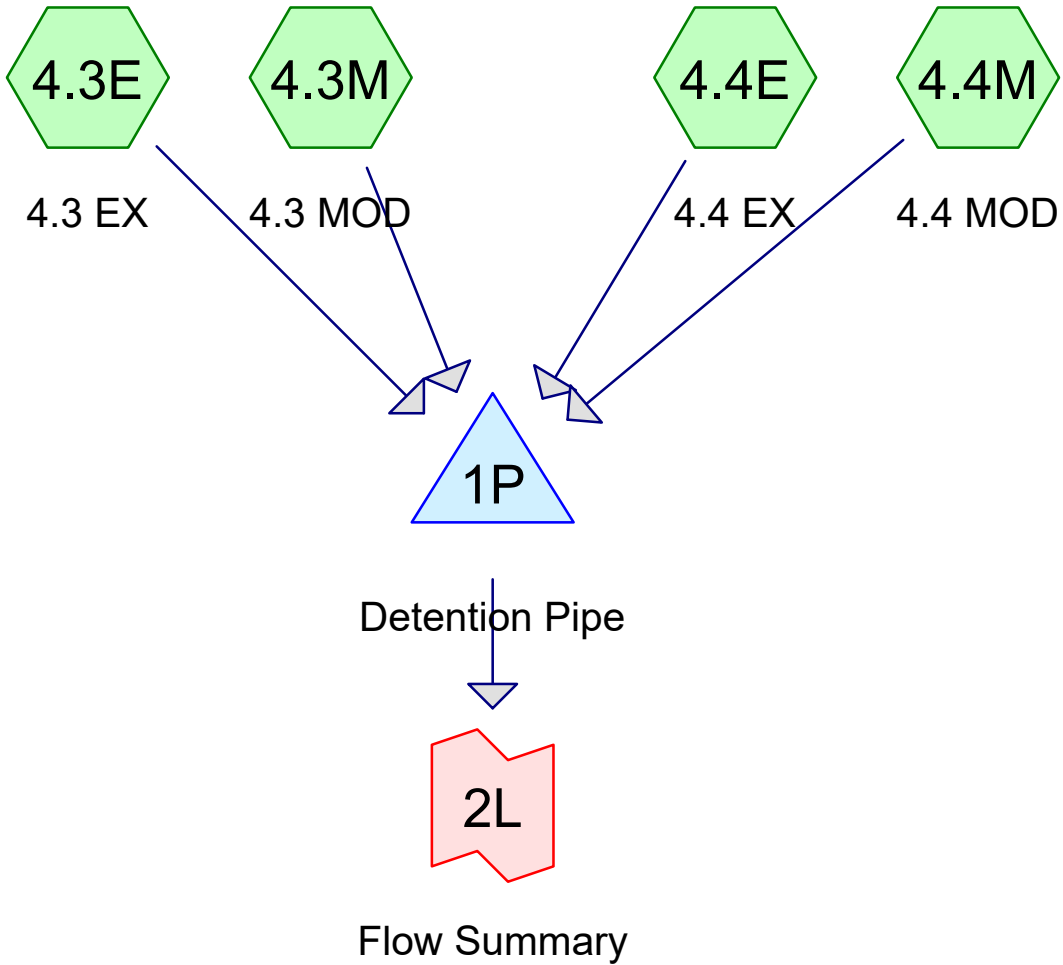 4.3E
4.3M
4.4E
4.4M
4.3 EX
4.3 MOD
4.4 EX
4.4 MOD
1P
Detention Pipe
2L
Flow Summary